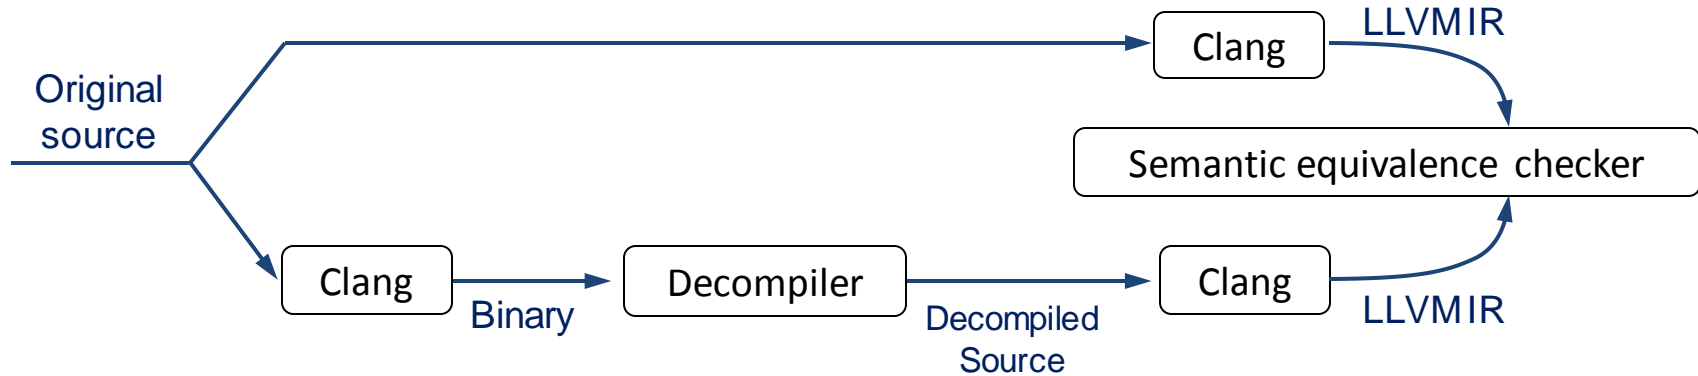 Original
source
Clang
LLVMIR
Semantic equivalence checker
Clang
Binary
Decompiler
Decompiled
Source
Clang
LLVMIR